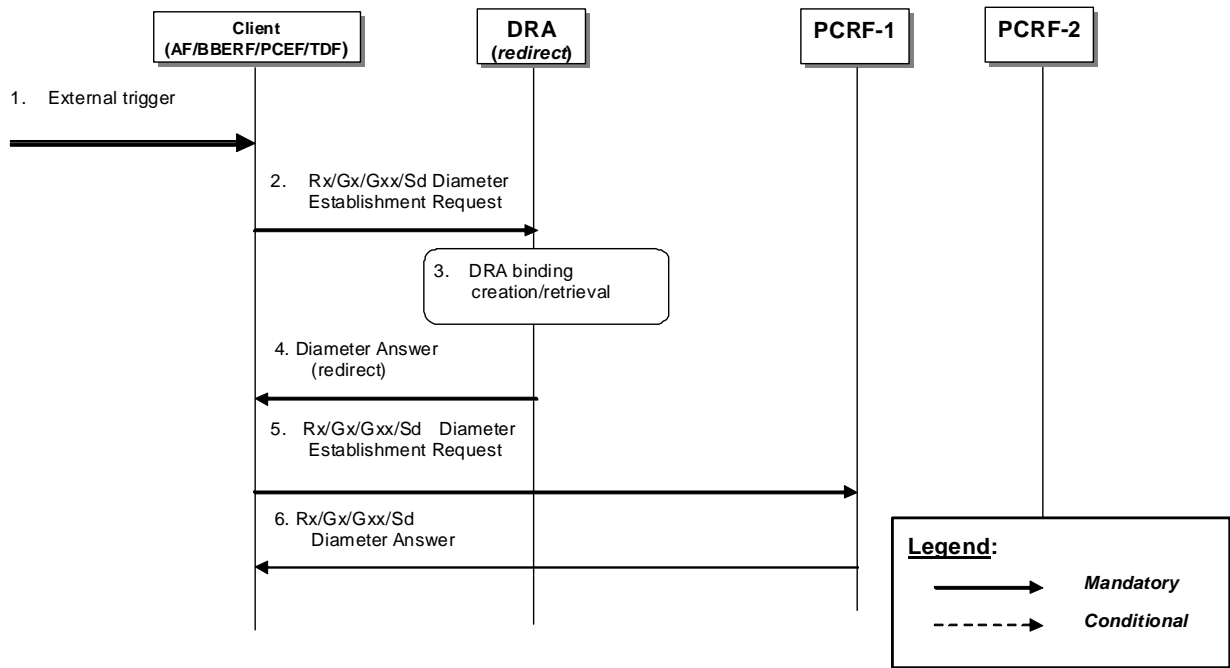 Client
(AF/BBERF/PCEF/TDF)
DRA
(redirect)
PCRF-1
PCRF-2
1. External trigger
2. Rx/Gx/Gxx/Sd Diameter
Establishment Request
3. DRA binding
creation/retrieval
4. Diameter Answer
(redirect)
5. Rx/Gx/Gxx/Sd Diameter
Establishment Request
6. Rx/Gx/Gxx/Sd
Diameter Answer
Legend:
Mandatory
Conditional